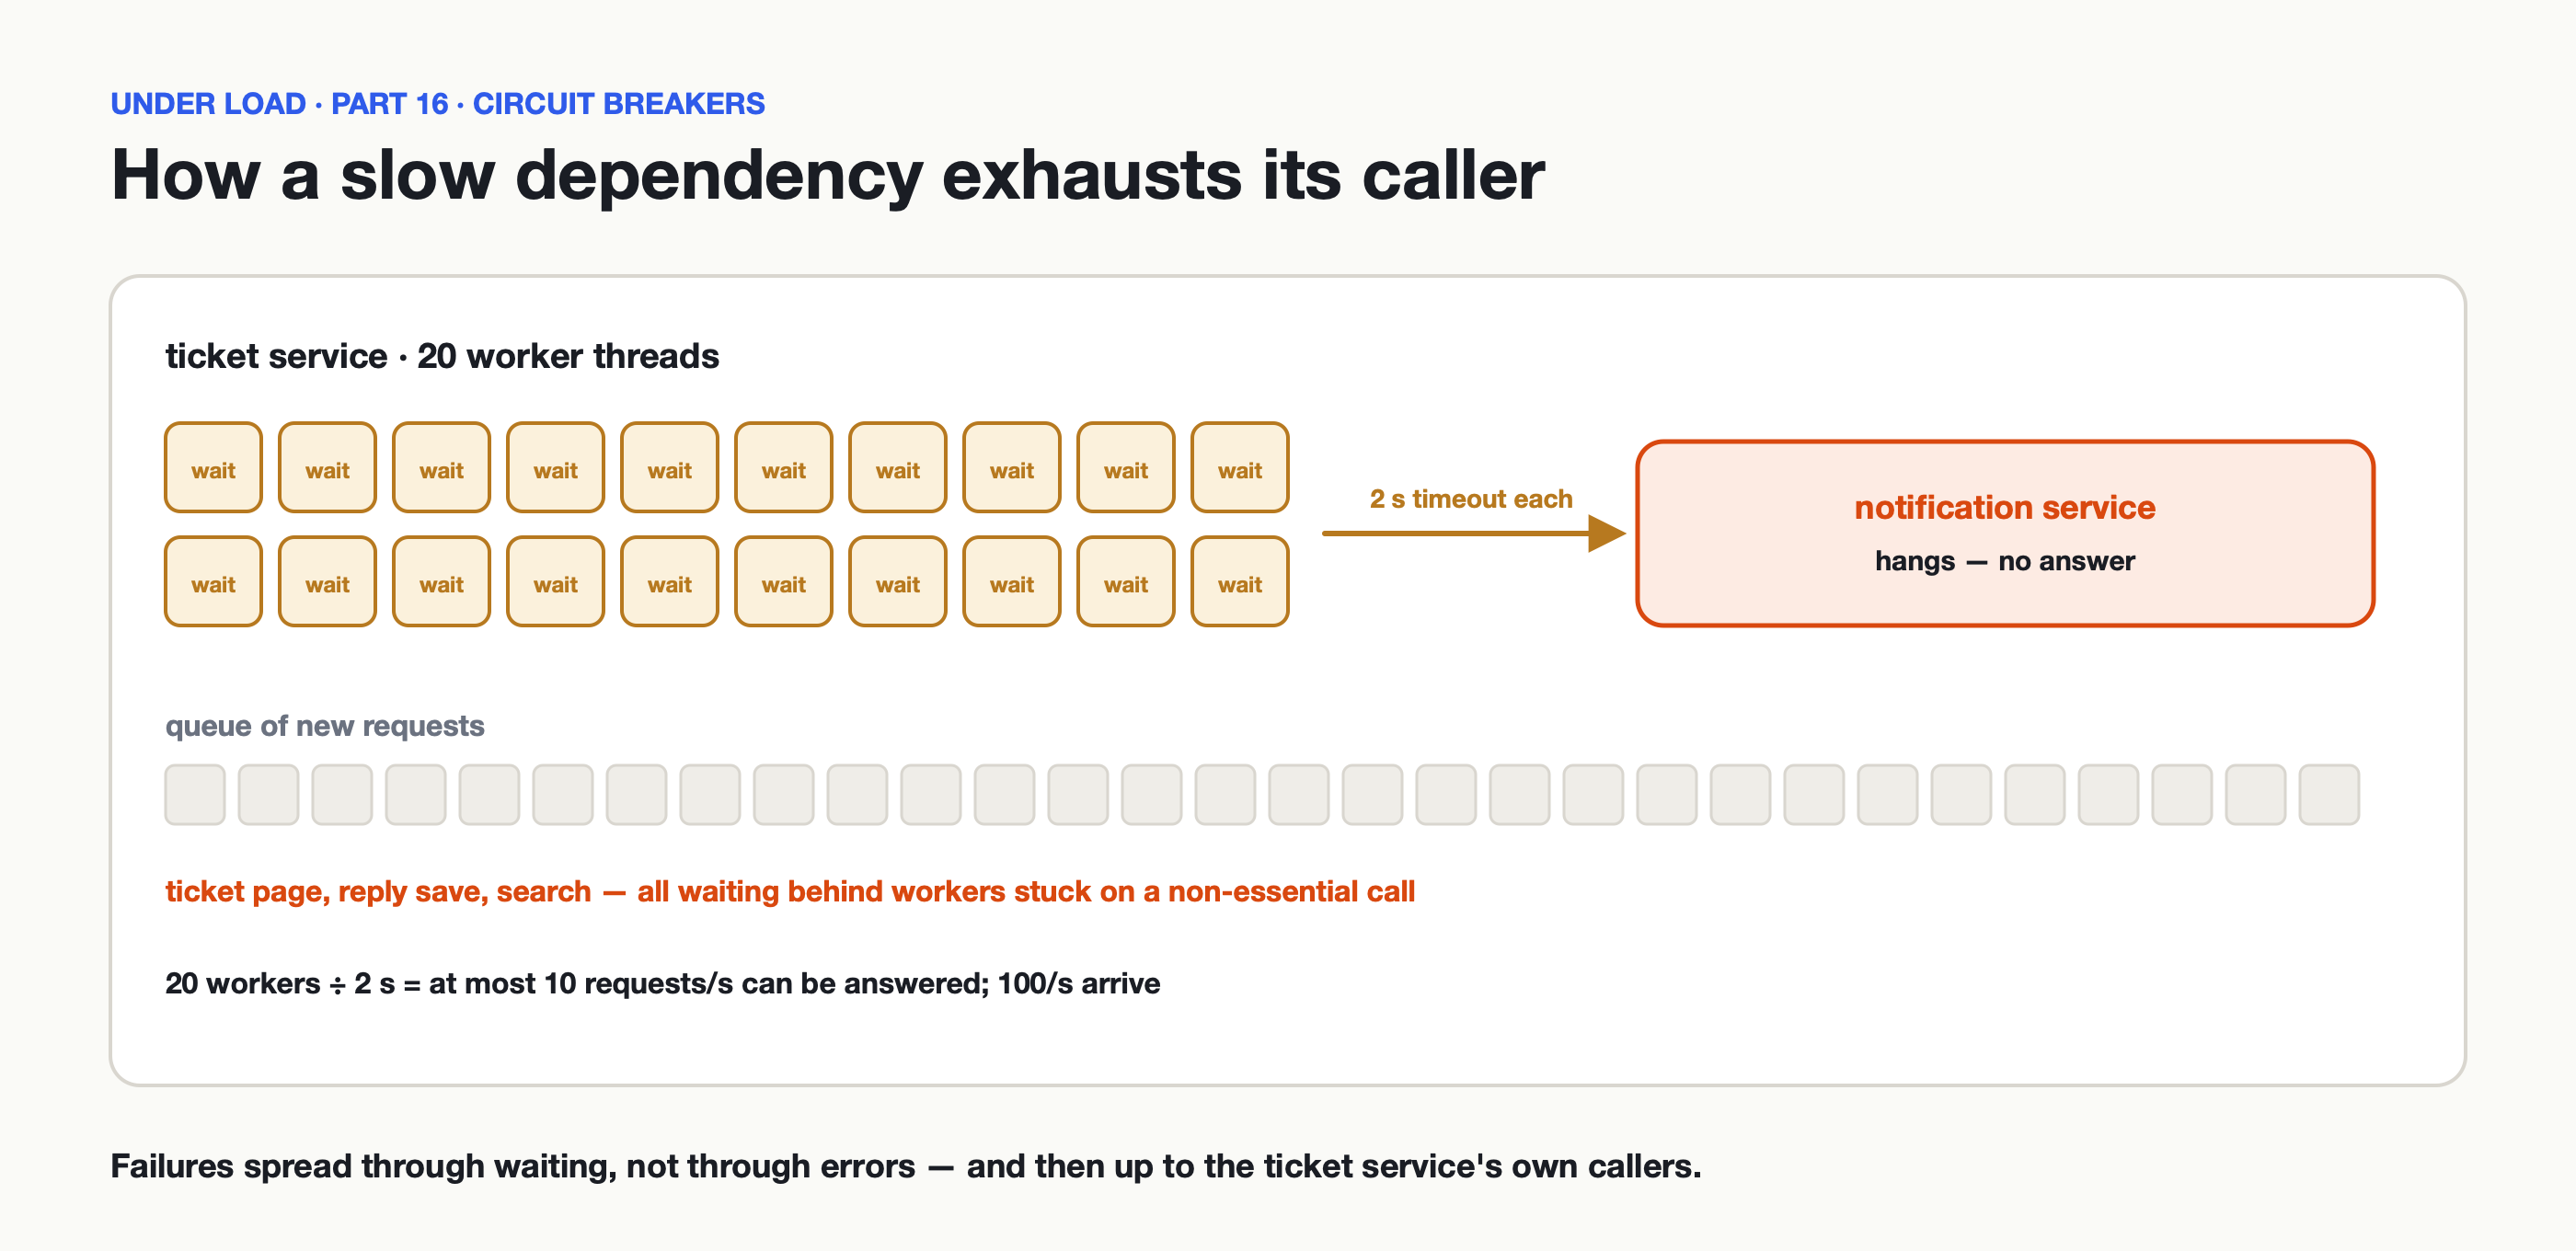 UNDER LOAD · PART 16 · CIRCUIT BREAKERS
How a slow dependency exhausts its caller
ticket service · 20 worker threads
wait wait wait wait wait wait wait wait wait wait
wait wait wait wait wait wait wait wait wait wait
2 s timeout each
notification service
hangs — no answer
queue of new requests
ticket page, reply save, search — all waiting behind workers stuck on a non-essential call
20 workers ÷ 2 s = at most 10 requests/s can be answered; 100/s arrive
Failures spread through waiting, not through errors — and then up to the ticket service's own callers.